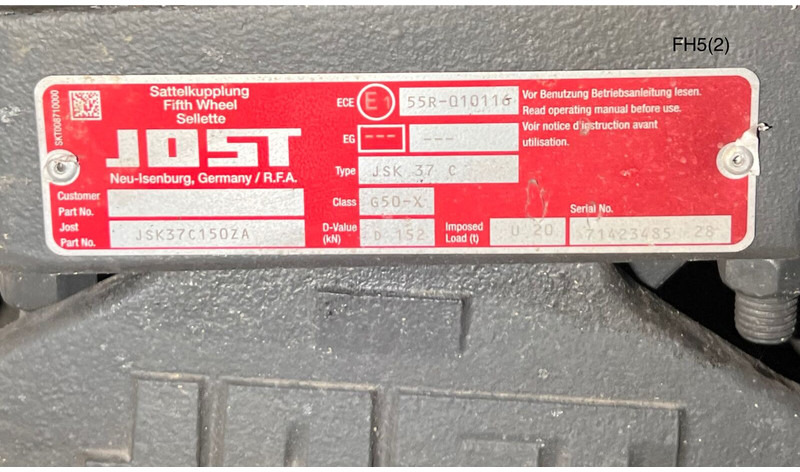 FH5(2)
SKT008710000
Sattelkupplung
Fifth Wheel
Sellette
JOST
Neu-Isenburg, Germany / R.F.A.
Customer
Part No.
Jost
Part No.
JSK37C150ZA
ECE
E1
55R-010116
EG
---
---
Type
JSK 37 C
Class
G50-X
D-Value
(kN)
D 152
Imposed
Load (t)
U 20
Vor Benutzung Betriebsanleitung lesen.
Read operating manual before use.
Voir notice d'instruction avant
utilisation.
Serial No.
71423485 28
JOST